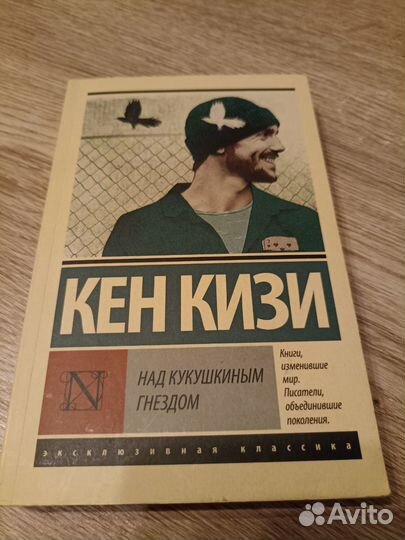 КЕН КИЗИ
N
НАД КУКУШКИНЫМ
ГНЕЗДОМ
Книги,
изменившие
мир.
Писатели,
объединившие
поколения.
эксклюзивная классика
Avito